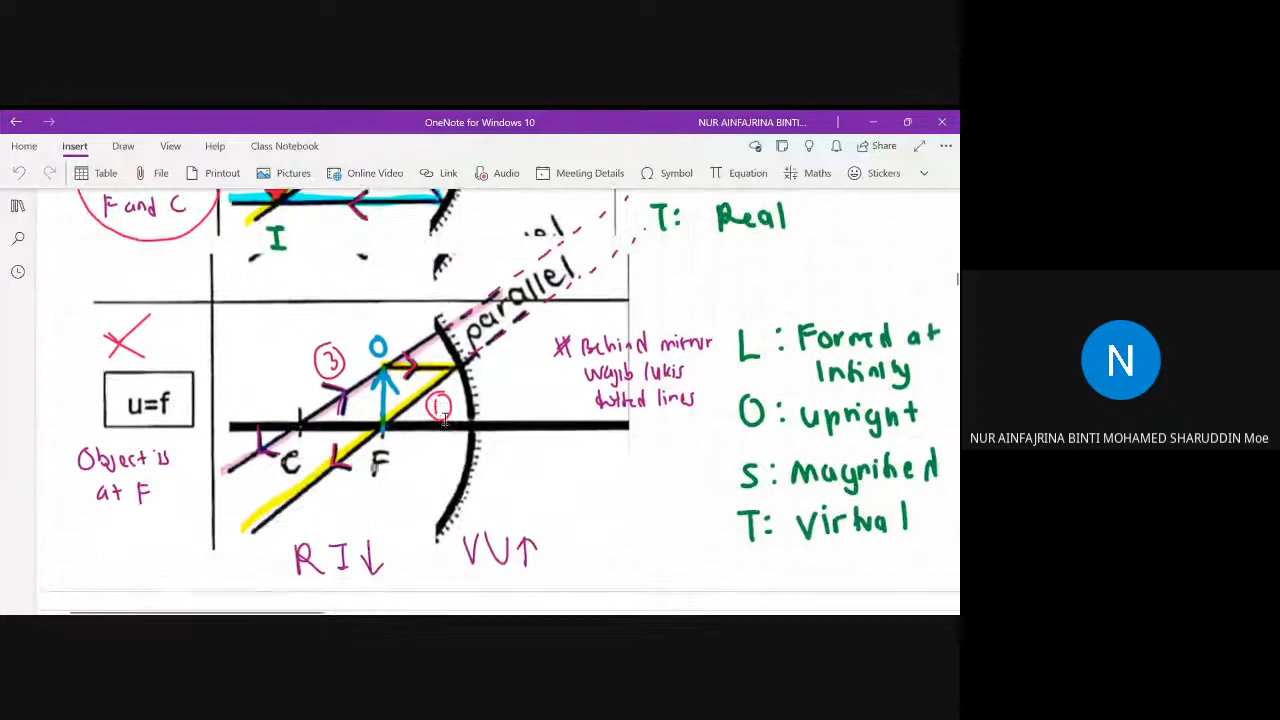 OneNote for Windows 10
NUR AINFAJRINA BINTI...
Home Insert Draw View Help Class Notebook
Share
Table File Printout Pictures Online Video Link Audio Meeting Details Symbol Equation Maths Stickers
F and C
I
T: Real
parallel
O
3
1
* Behind mirror
wajib lukis
dotted lines
L: Formed at
Infinity
O: upright
S: Magnified
T: virtual
u=f
Object is
at F
C
F
R I ↓
V U ↑
N
NUR AINFAJRINA BINTI MOHAMED SHARUDDIN Moe